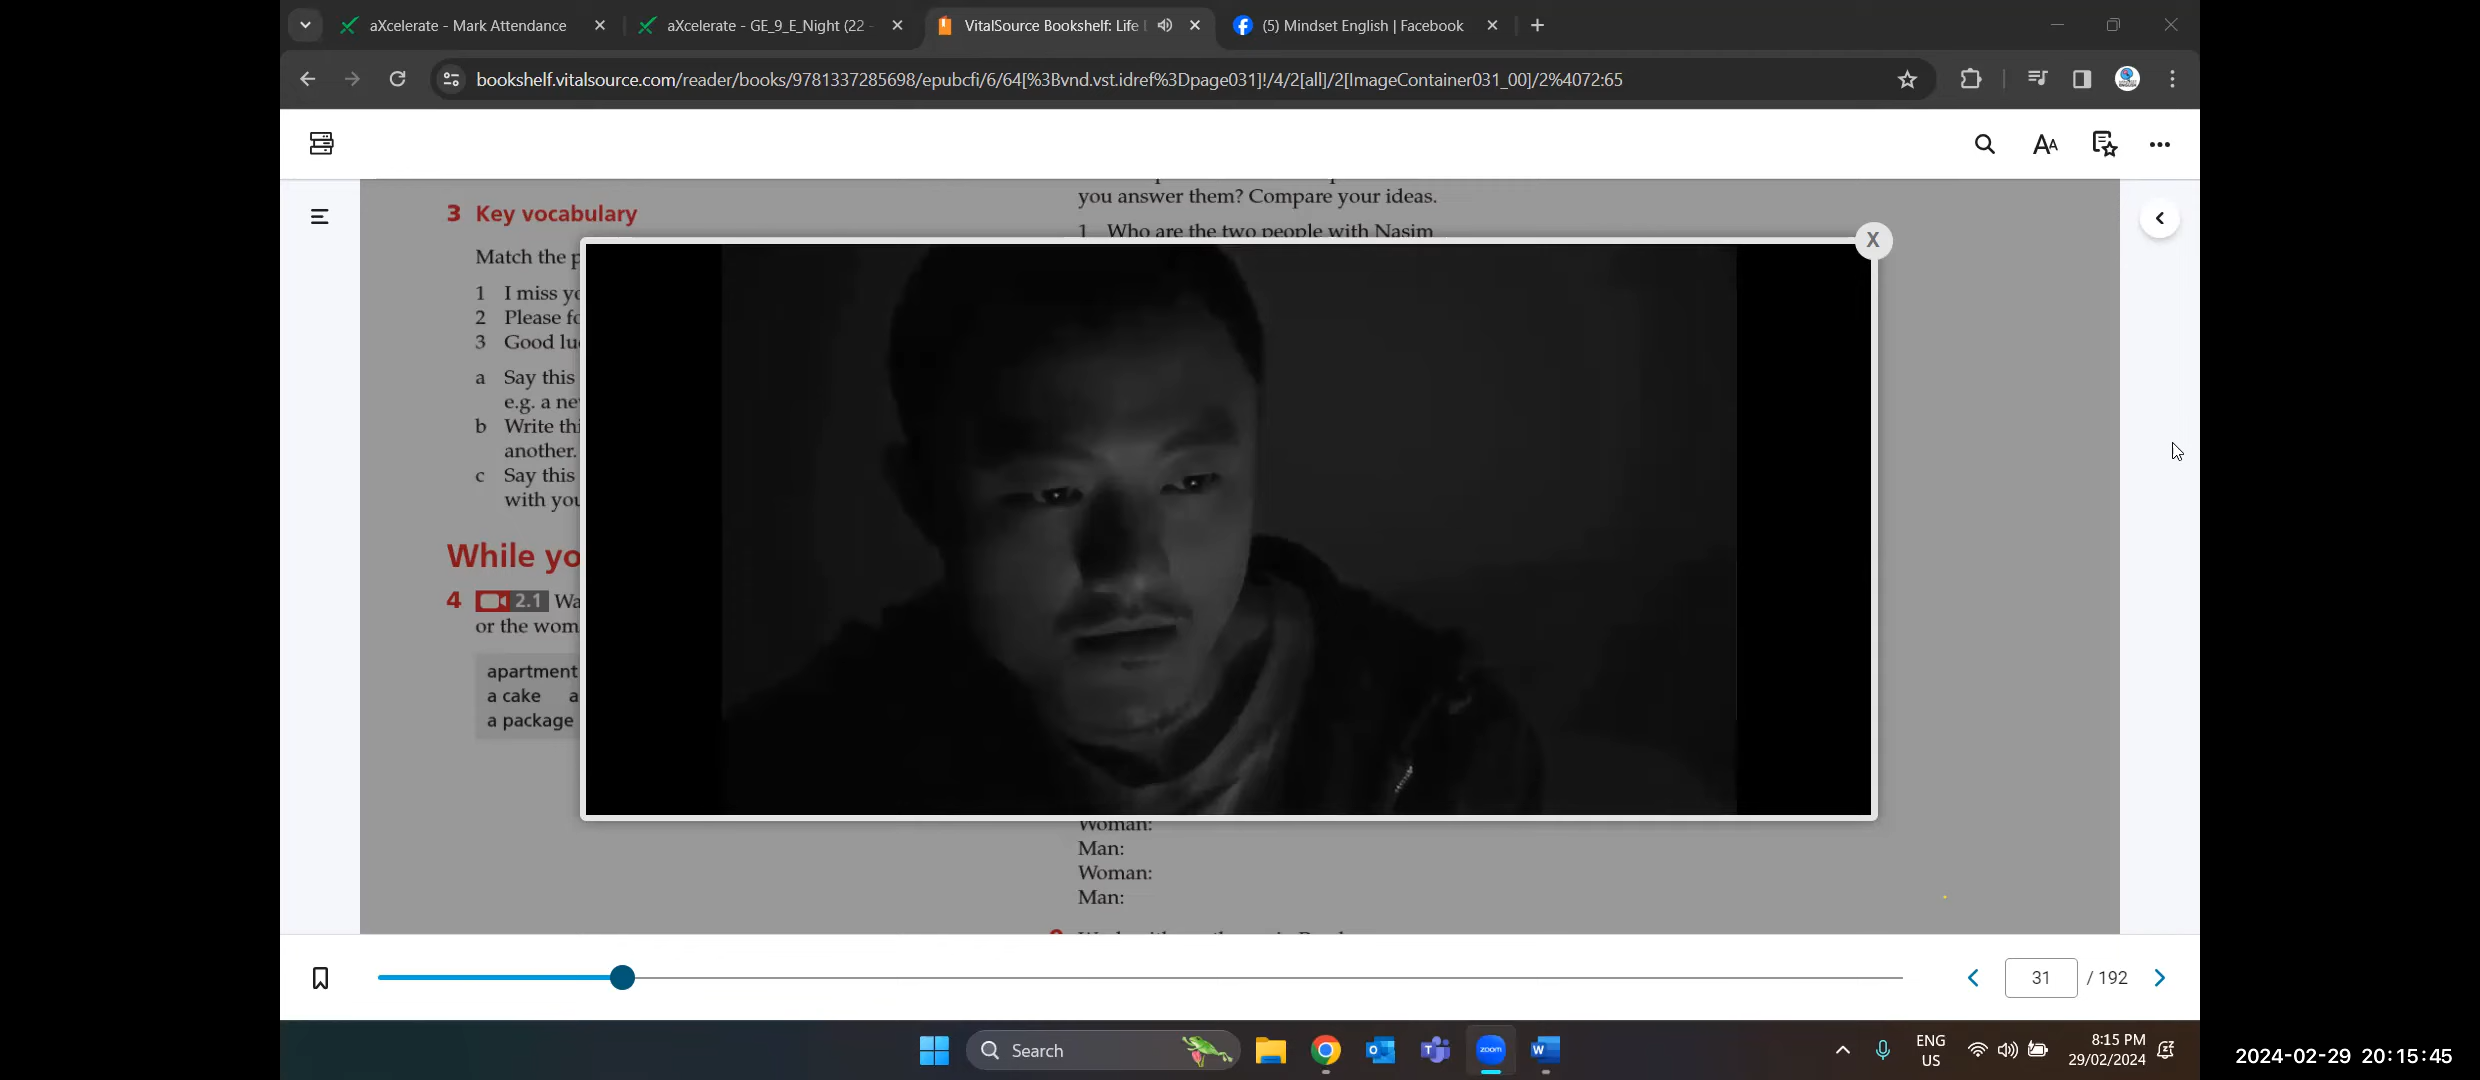 aXcelerate - Mark Attendance
aXcelerate - GE_9_E_Night (22 -
VitalSource Bookshelf: Life
(5) Mindset English | Facebook
bookshelf.vitalsource.com/reader/books/9781337285698/epubcfi/6/64[%3Bvnd.vst.idref%3Dpage031]!/4/2[all]/2[ImageContainer031_00]/2%4072:65
AA
3 Key vocabulary
Match the p
1 I miss yo
2 Please fo
3 Good lu
a Say this
e.g. a ne
b Write thi
another.
c Say this
with you
While yo
4 2.1 Wa
or the wom
apartment
a cake a
a package
you answer them? Compare your ideas.
1 Who are the two people with Nasim
X
Woman:
Man:
Woman:
Man:
31 / 192
Search
zoom
ENG
US
8:15 PM
29/02/2024
2024-02-29 20:15:45